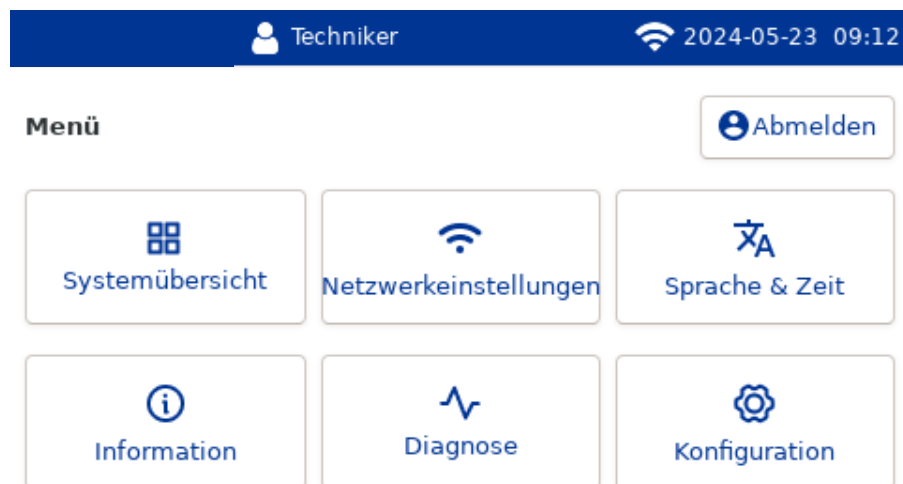 Techniker 2024-05-23 09:12
Menü Abmelden
Systemübersicht Netzwerkeinstellungen Sprache & Zeit
Information Diagnose Konfiguration